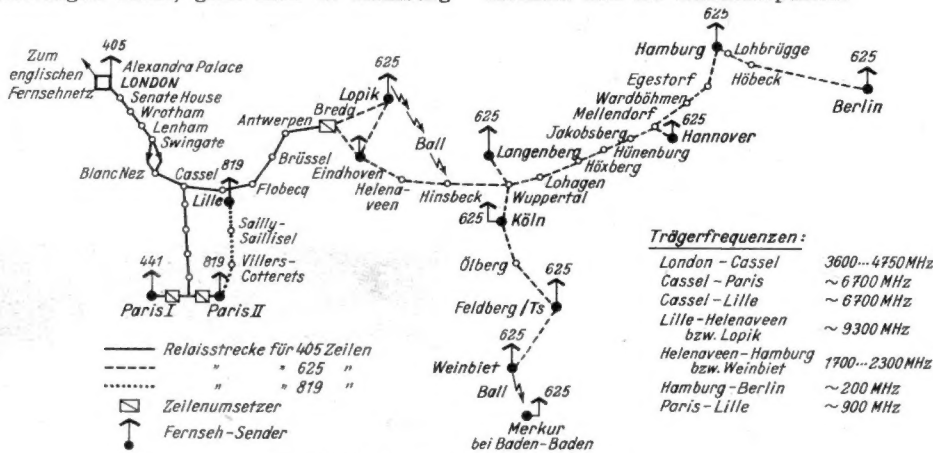 405
Zum
englischen
Fernsehnetz
Alexandra Palace
LONDON
Senate House
Wrotham
Lenham
Swingate
Blanc Nez
Cassel
819
Lille
Flobecq
Brüssel
Antwerpen
Breda
625
Lopik
Ball
Eindhoven
Helena-
veen
Hinsbeck
625
Langenberg
Wuppertal
Lohagen
Höxberg
Jakobsberg
Hünenburg
Mellendorf
Wardböhmen
Egestorf
625
Hannover
625
Hamburg
Lohbrügge
Höbeck
625
Berlin
Sailly-
Saillisel
Villers-
Cotterets
441
Paris I
819
Paris II
625
Köln
Ölberg
625
Feldberg/Ts
625
Weinbiet
Ball
625
Merkur
bei Baden-Baden
Relaisstrecke für 405 Zeilen
" " 625 "
" " 819 "
Zeilenumsetzer
Fernseh-Sender
Trägerfrequenzen:
London – Cassel 3600...4750 MHz
Cassel – Paris ~ 6700 MHz
Cassel – Lille ~ 6700 MHz
Lille – Helenaveen
bzw. Lopik ~ 9300 MHz
Helenaveen – Hamburg
bzw. Weinbiet 1700...2300 MHz
Hamburg – Berlin ~ 200 MHz
Paris – Lille ~ 900 MHz